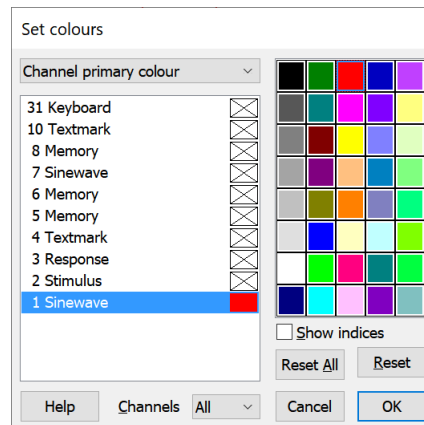 Set colours
Channel primary colour
31 Keyboard
10 Textmark
8 Memory
7 Sinewave
6 Memory
5 Memory
4 Textmark
3 Response
2 Stimulus
1 Sinewave
Show indices
Reset All Reset
Help Channels All Cancel OK